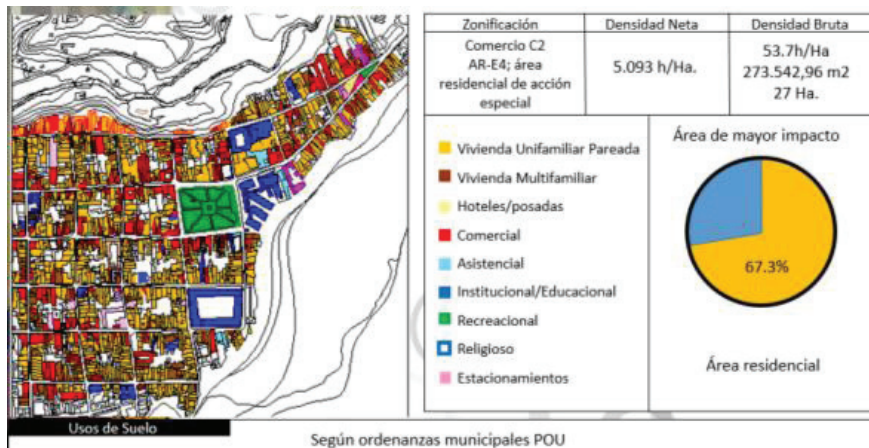 Zonificación
Densidad Neta
Densidad Bruta
Comercio C2
AR-E4; área
residencial de acción
especial
5.093 h/Ha.
53.7h/Ha
273.542,96 m2
27 Ha.
Vivienda Unifamiliar Pareada
Vivienda Multifamiliar
Hoteles/posadas
Comercial
Asistencial
Institucional/Educacional
Recreacional
Religioso
Estacionamientos
Área de mayor impacto
67.3%
Área residencial
Usos de Suelo
Según ordenanzas municipales POU